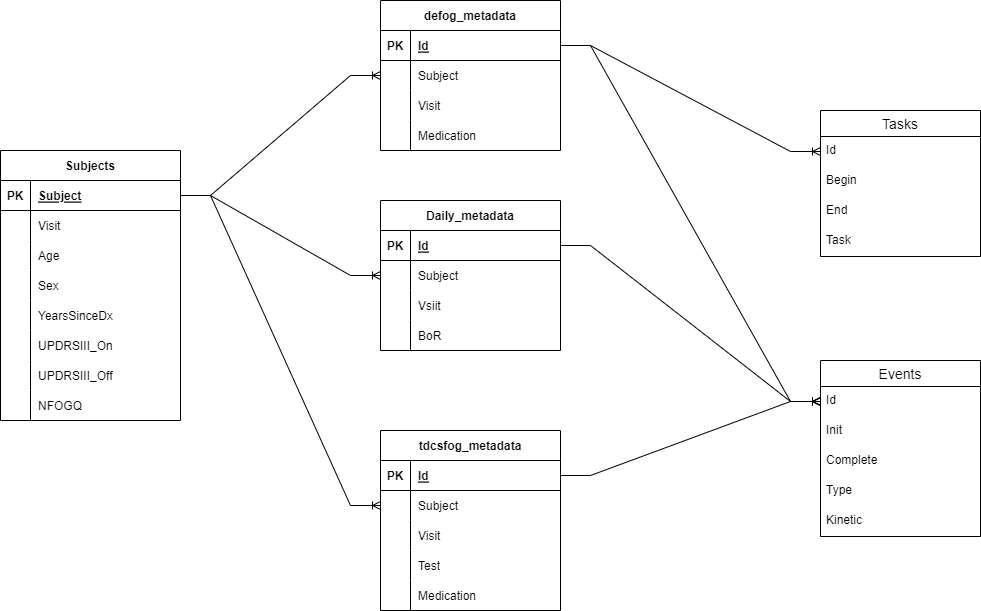 defog_metadata
PK Id
Subject
Visit
Medication
Subjects
PK Subject
Visit
Age
Sex
YearsSinceDx
UPDRSIII_On
UPDRSIII_Off
NFOGQ
Daily_metadata
PK Id
Subject
Vsiit
BoR
tdcsfog_metadata
PK Id
Subject
Visit
Test
Medication
Tasks
Id
Begin
End
Task
Events
Id
Init
Complete
Type
Kinetic